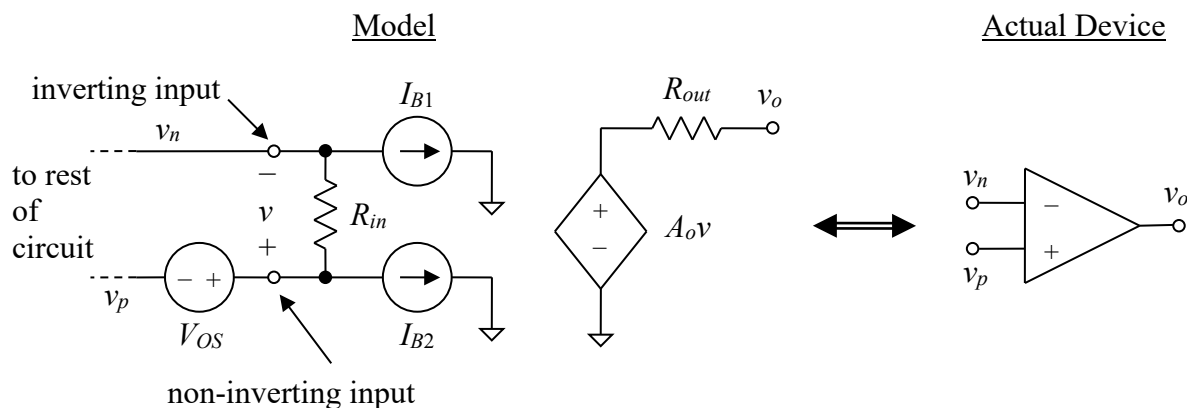 Model
Actual Device
inverting input
I_B1
R_out
v_o
v_n
−
to rest
of
circuit
v
R_in
+
−
A_o v
v_n
−
v_o
+
− +
v_p
+
v_p
V_OS
I_B2
non-inverting input